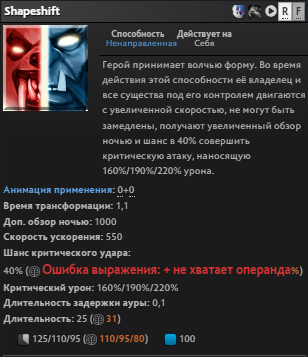 Shapeshift
R F
Способность Действует на
Ненаправленная Себя
Герой принимает волчью форму. Во время
действия этой способности её владелец и
все существа под его контролем двигаются
с увеличенной скоростью, не могут быть
замедлены, получают увеличенный обзор
ночью и шанс в 40% совершить
критическую атаку, наносящую
160%/190%/220% урона.
Анимация применения: 0+0
Время трансформации: 1,1
Доп. обзор ночью: 1000
Скорость ускорения: 550
Шанс критического удара:
40% ( Ошибка выражения: + не хватает операнда%)
Критический урон: 160%/190%/220%
Длительность задержки ауры: 0,1
Длительность: 25 ( 31)
125/110/95 ( 110/95/80) 100